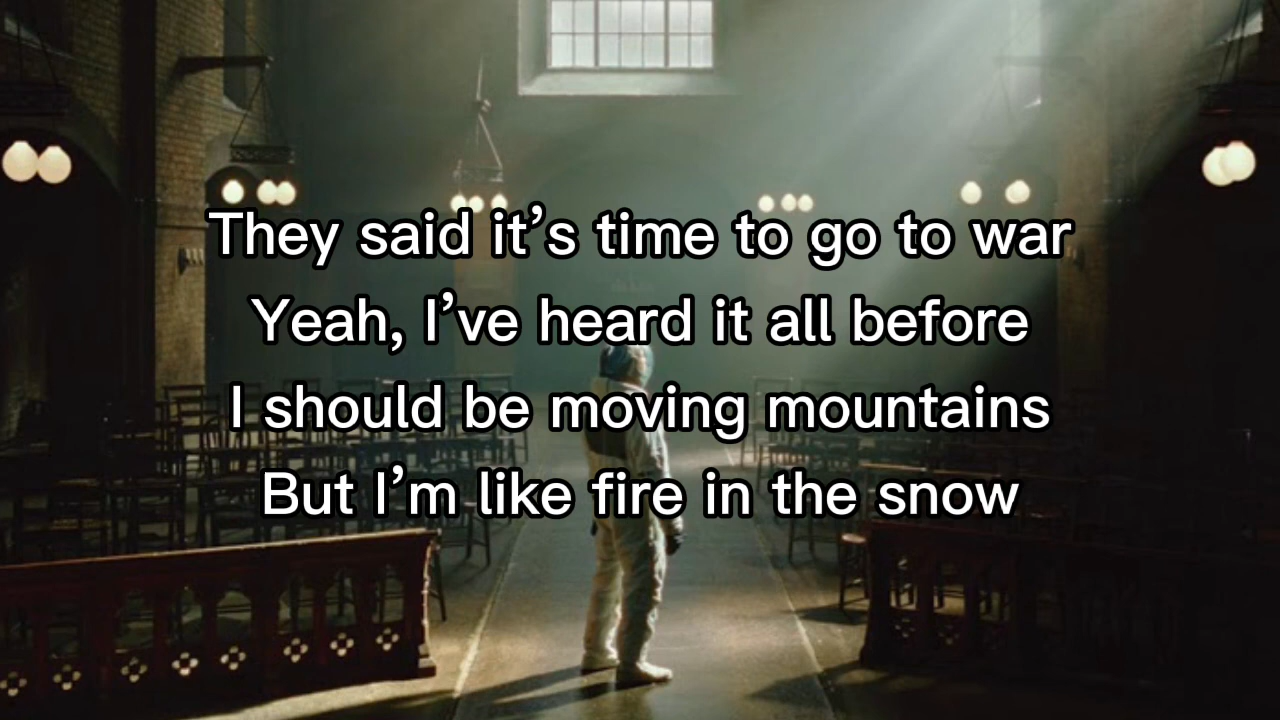 They said it’s time to go to war
Yeah, I’ve heard it all before
I should be moving mountains
But I’m like fire in the snow